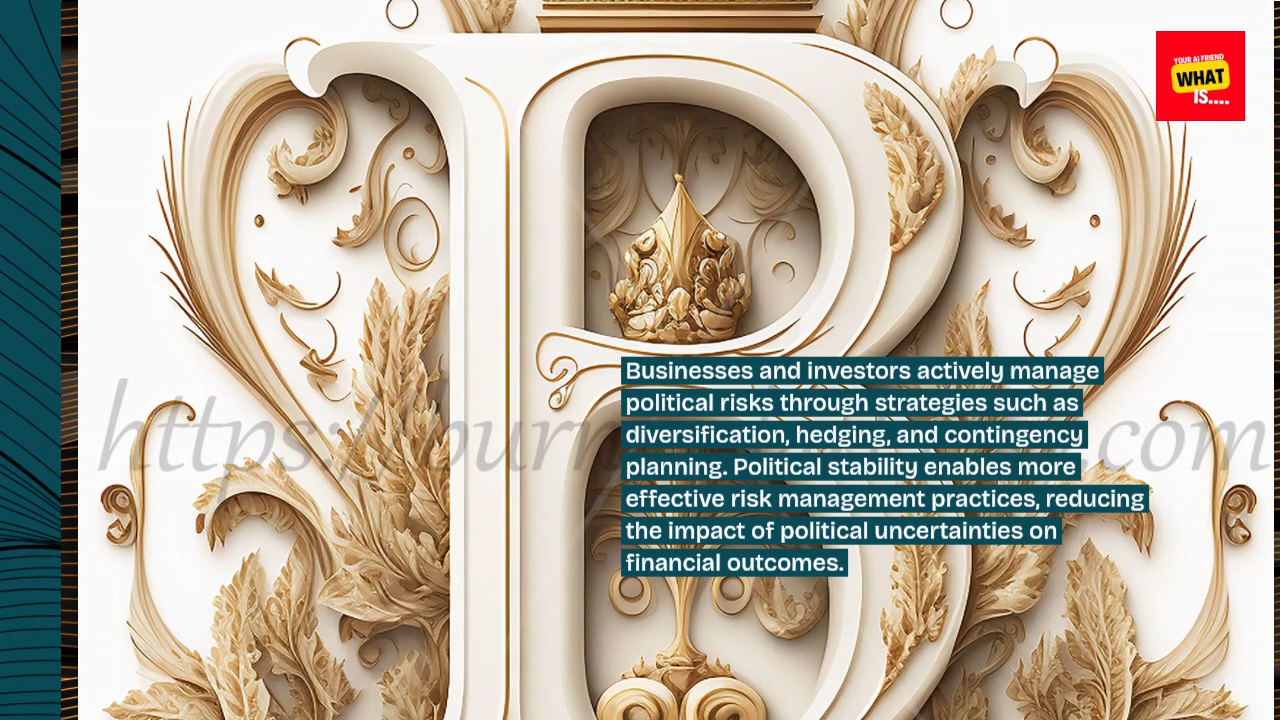 YOUR AI FRIEND
WHAT
IS....
Businesses and investors actively manage
political risks through strategies such as
diversification, hedging, and contingency
planning. Political stability enables more
effective risk management practices, reducing
the impact of political uncertainties on
financial outcomes.
B